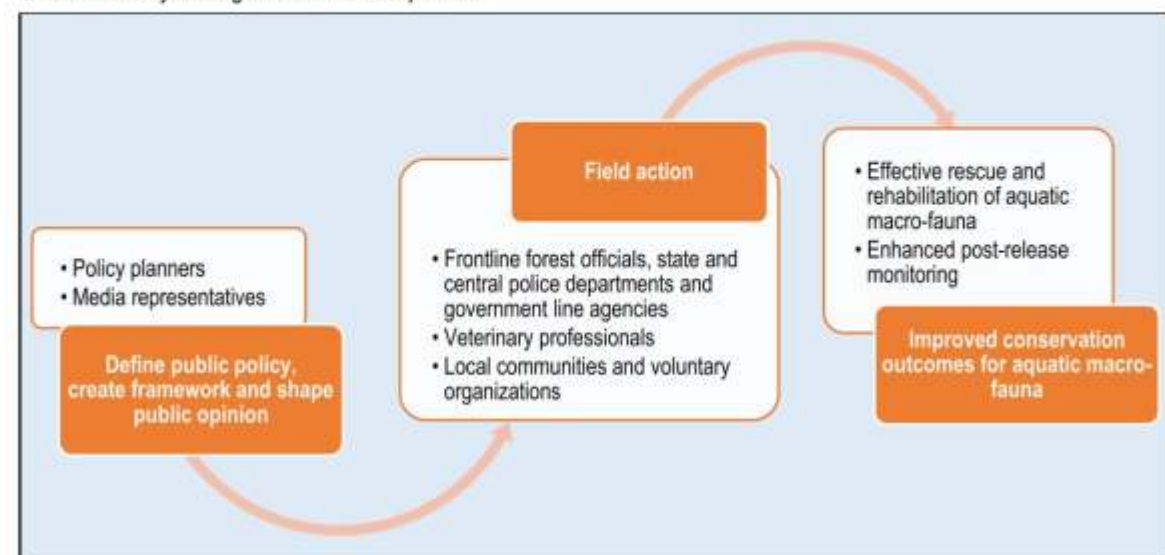 • Policy planners
• Media representatives
Define public policy,
create framework and shape
public opinion
Field action
• Frontline forest officials, state and
central police departments and
government line agencies
• Veterinary professionals
• Local communities and voluntary
organizations
• Effective rescue and
rehabilitation of aquatic
macro-fauna
• Enhanced post-release
monitoring
Improved conservation
outcomes for aquatic macro-
fauna